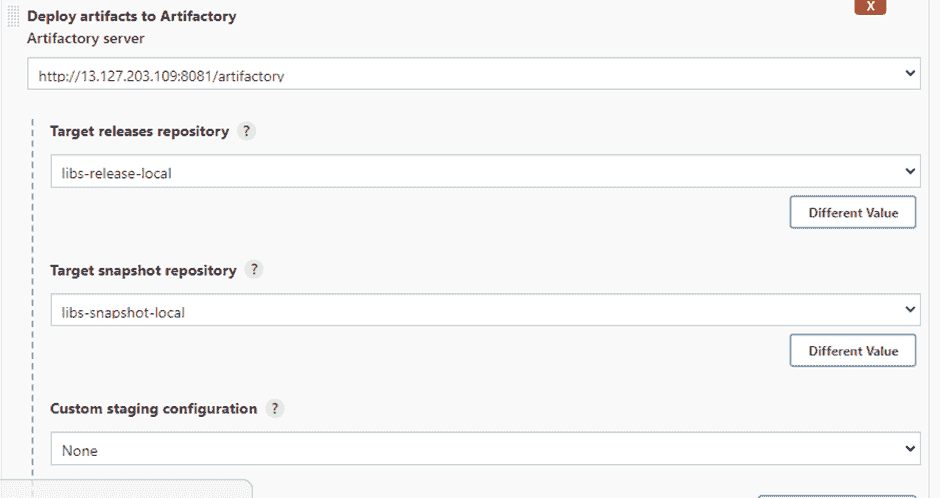 Deploy artifacts to Artifactory
X
Artifactory server
http://13.127.203.109:8081/artifactory
Target releases repository ?
libs-release-local
Different Value
Target snapshot repository ?
libs-snapshot-local
Different Value
Custom staging configuration ?
None